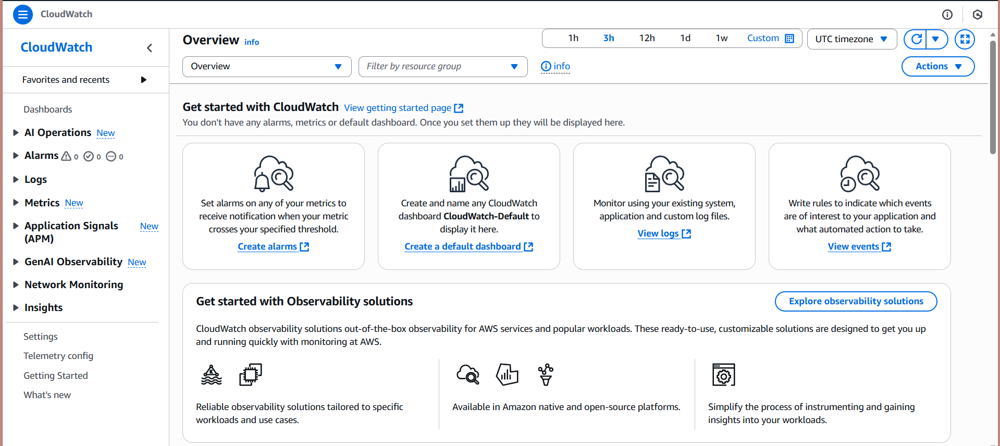 CloudWatch
CloudWatch
Favorites and recents
Dashboards
AI Operations New
Alarms 0 0 0
Logs
Metrics New
Application Signals (APM) New
GenAI Observability New
Network Monitoring
Insights
Settings
Telemetry config
Getting Started
What's new
Overview info
1h 3h 12h 1d 1w Custom UTC timezone
Overview Filter by resource group info Actions
Get started with CloudWatch View getting started page
You don't have any alarms, metrics or default dashboard. Once you set them up they will be displayed here.
Set alarms on any of your metrics to
receive notification when your metric
crosses your specified threshold.
Create alarms
Create and name any CloudWatch
dashboard CloudWatch-Default to
display it here.
Create a default dashboard
Monitor using your existing system,
application and custom log files.
View logs
Write rules to indicate which events
are of interest to your application and
what automated action to take.
View events
Get started with Observability solutions
Explore observability solutions
CloudWatch observability solutions out-of-the-box observability for AWS services and popular workloads. These ready-to-use, customizable solutions are designed to get you up
and running quickly with monitoring at AWS.
Reliable observability solutions tailored to specific
workloads and use cases.
Available in Amazon native and open-source platforms.
Simplify the process of instrumenting and gaining
insights into your workloads.